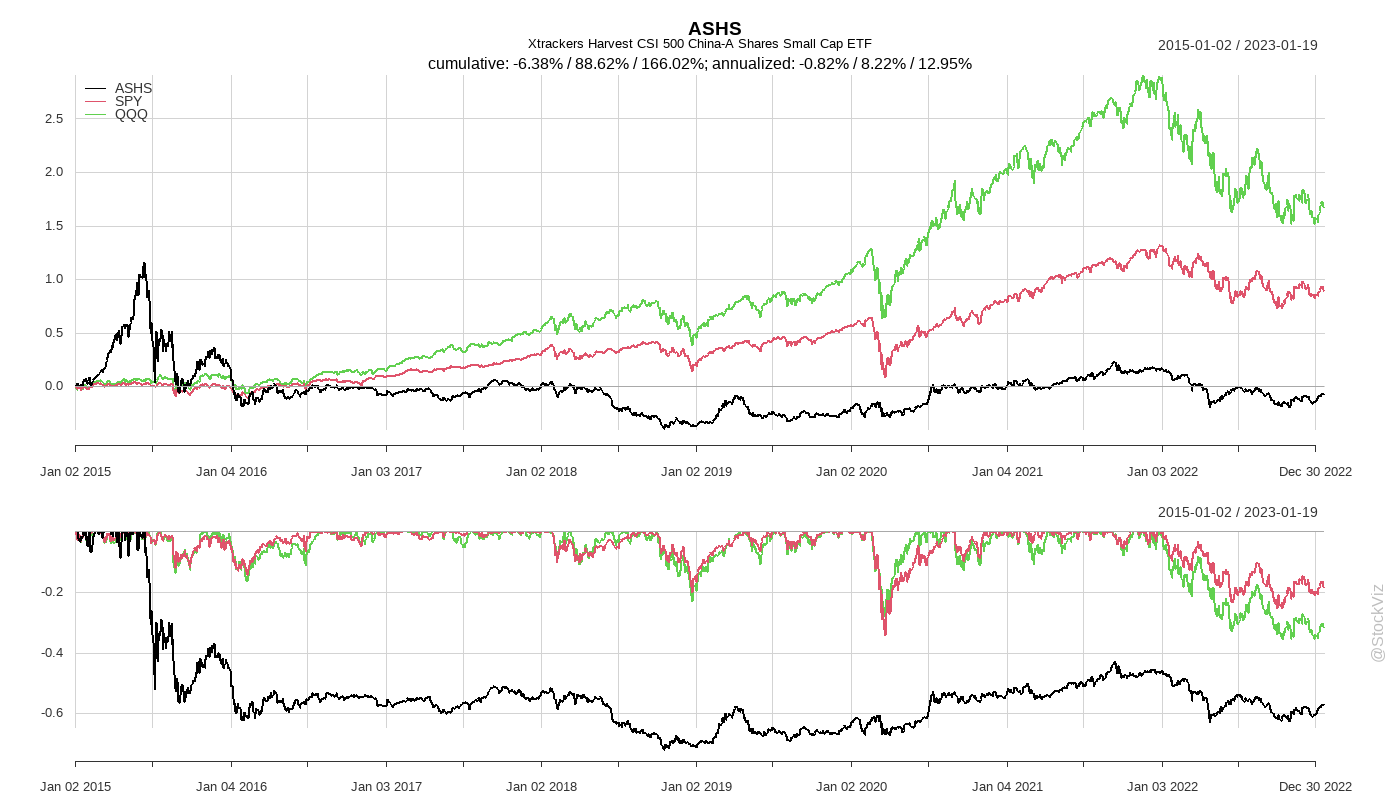 ASHS
Xtrackers Harvest CSI 500 China-A Shares Small Cap ETF
2015-01-02 / 2023-01-19
cumulative: -6.38% / 88.62% / 166.02%; annualized: -0.82% / 8.22% / 12.95%
ASHS
SPY
QQQ
2.5
2.0
1.5
1.0
0.5
0.0
Jan 02 2015 Jan 04 2016 Jan 03 2017 Jan 02 2018 Jan 02 2019 Jan 02 2020 Jan 04 2021 Jan 03 2022 Dec 30 2022
2015-01-02 / 2023-01-19
-0.2
-0.4
-0.6
Jan 02 2015 Jan 04 2016 Jan 03 2017 Jan 02 2018 Jan 02 2019 Jan 02 2020 Jan 04 2021 Jan 03 2022 Dec 30 2022
@StockViz